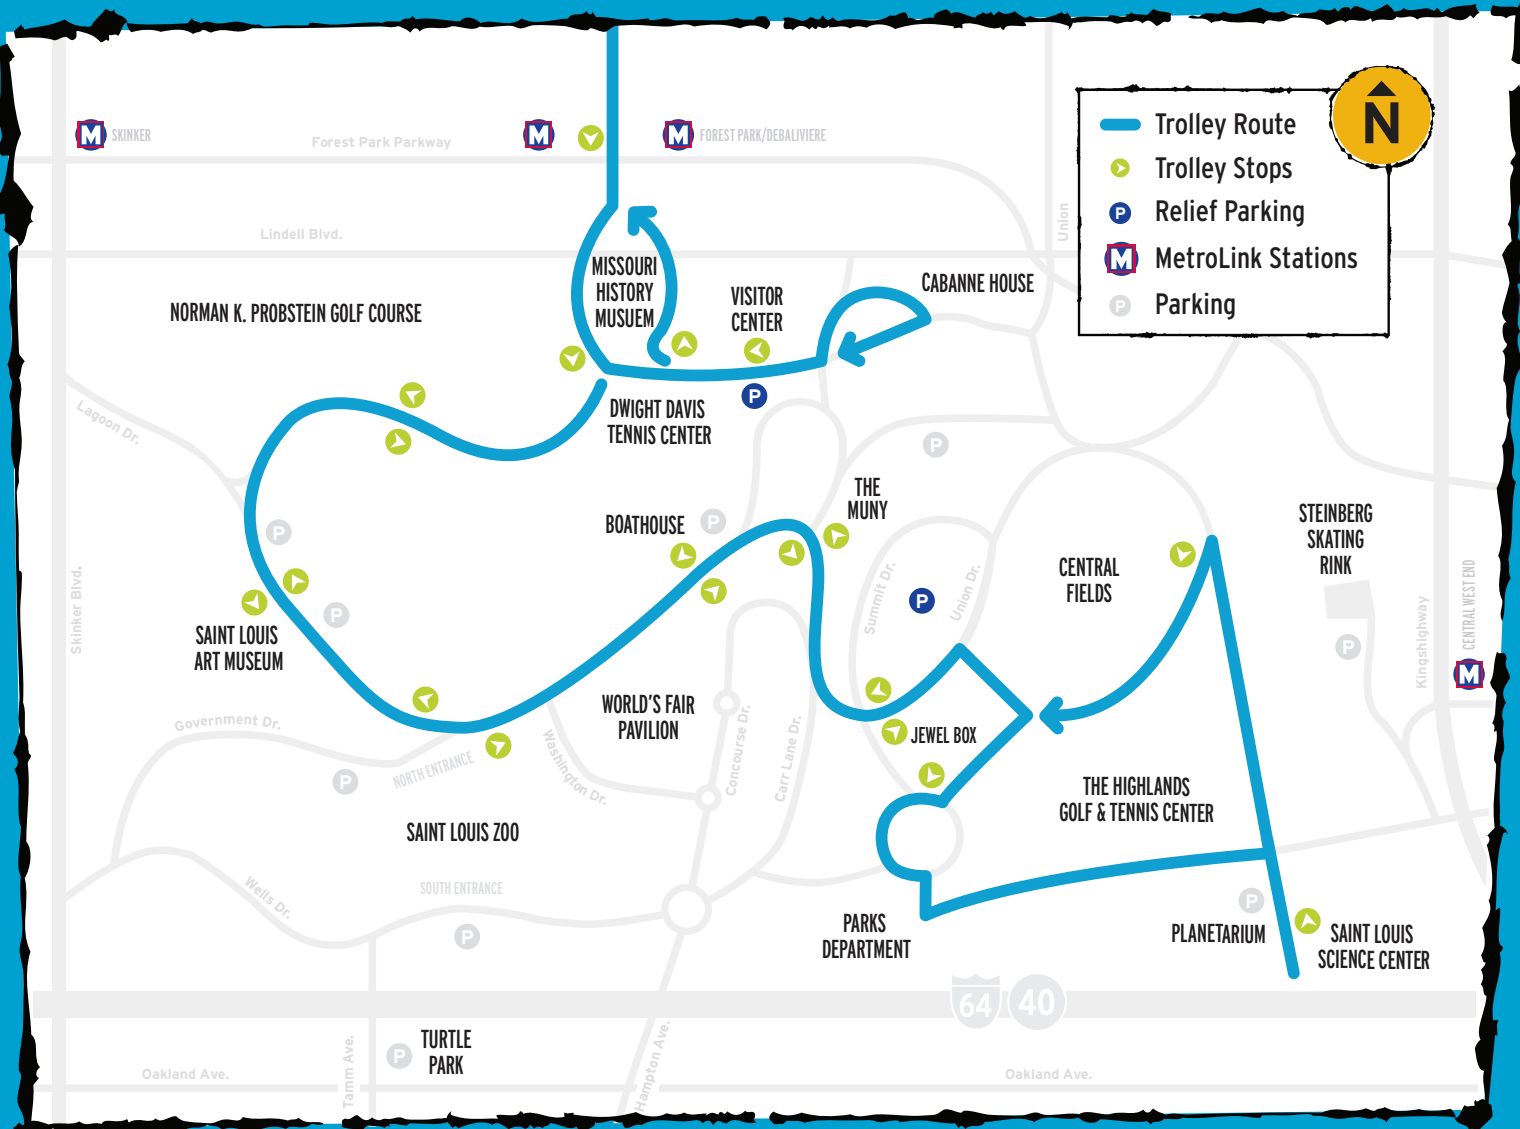 M SKINKER
Forest Park Parkway
M
M FOREST PARK/DEBALIVIERE
N
Trolley Route
Trolley Stops
P Relief Parking
M MetroLink Stations
P Parking
Union
Lindell Blvd.
MISSOURI
HISTORY
MUSUEM
VISITOR
CENTER
CABANNE HOUSE
NORMAN K. PROBSTEIN GOLF COURSE
P
Lagoon Dr.
DWIGHT DAVIS
TENNIS CENTER
P
THE
MUNY
BOATHOUSE
P
P
STEINBERG
SKATING
RINK
CENTRAL
FIELDS
Skinker Blvd.
Summit Dr.
Union Dr.
P
P
P
Kingshighway
CENTRAL WEST END
M
SAINT LOUIS
ART MUSEUM
WORLD'S FAIR
PAVILION
Government Dr.
NORTH ENTRANCE
P
Washington Dr.
Concourse Dr.
Carr Lane Dr.
JEWEL BOX
THE HIGHLANDS
GOLF & TENNIS CENTER
SAINT LOUIS ZOO
SOUTH ENTRANCE
Wells Dr.
P
PARKS
DEPARTMENT
P
PLANETARIUM
SAINT LOUIS
SCIENCE CENTER
64
40
TURTLE
PARK
P
Oakland Ave.
Tamm Ave.
Hampton Ave.
Oakland Ave.